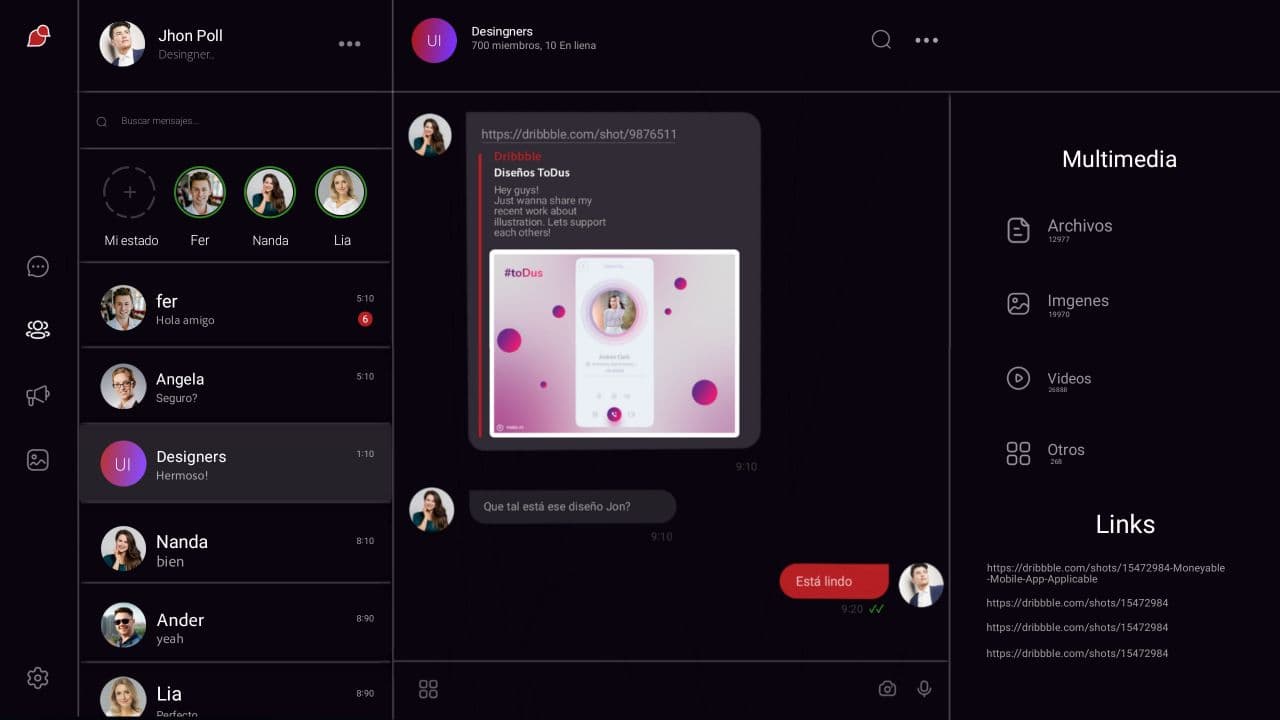 Jhon Poll
Desingner..
Buscar mensajes...
Mi estado
Fer
Nanda
Lia
fer
5:10
Hola amigo
6
Angela
5:10
Seguro?
UI
Designers
1:10
Hermoso!
Nanda
8:10
bien
Ander
8:90
yeah
Lia
8:90
Perfecto
UI
Desingners
700 miembros, 10 En liena
https://dribbble.com/shot/9876511
Dribbble
Diseños ToDus
Hey guys!
Just wanna share my
recent work about
illustration. Lets support
each others!
#toDus
9:10
Que tal está ese diseño Jon?
9:10
Está lindo
9:20
Multimedia
Archivos
12977
Imgenes
19970
Videos
26888
Otros
268
Links
https://dribbble.com/shots/15472984-Moneyable
-Mobile-App-Applicable
https://dribbble.com/shots/15472984
https://dribbble.com/shots/15472984
https://dribbble.com/shots/15472984